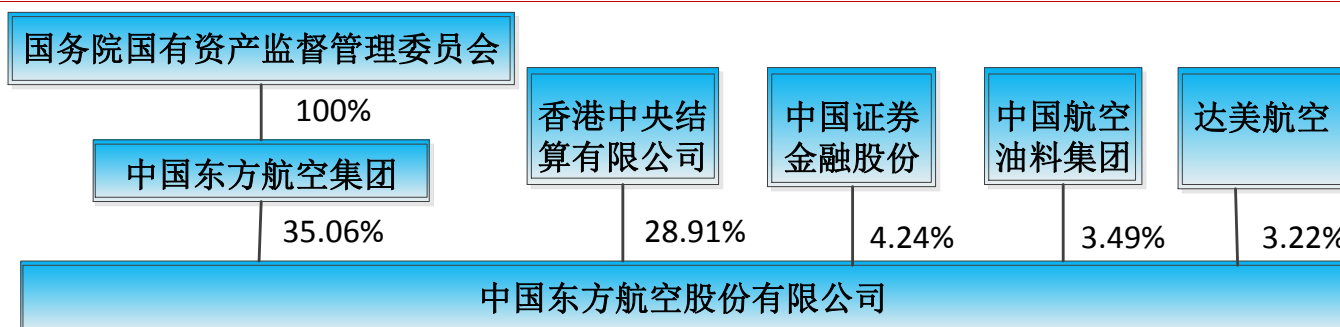 国务院国有资产监督管理委员会
100%
中国东方航空集团
香港中央结
算有限公司
中国证券
金融股份
中国航空
油料集团
达美航空
35.06%
28.91%
4.24%
3.49%
3.22%
中国东方航空股份有限公司